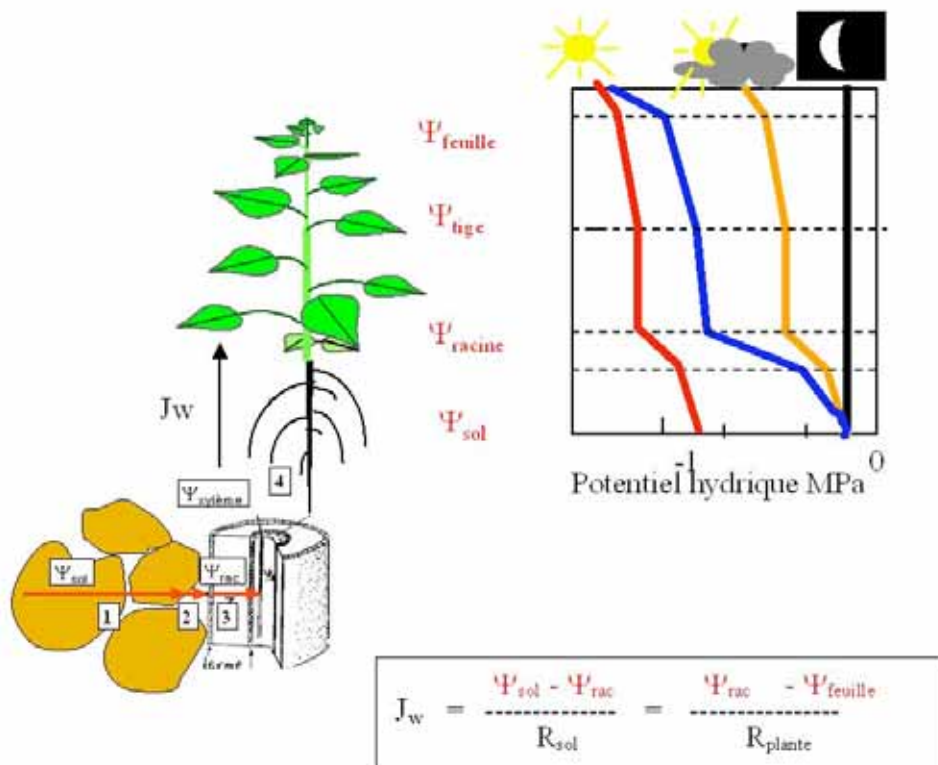 Ψfeuille
Ψtige
Ψracine
Ψsol
Jw
4
Ψxylème
Ψsol
Ψrac
1
2
3
-1
0
Potentiel hydrique MPa
Jw = Ψsol - Ψrac / Rsol = Ψrac - Ψfeuille / Rplante